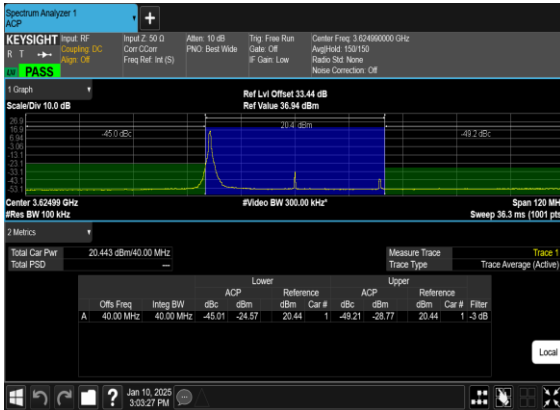 Spectrum Analyzer 1
ACP
+
KEYSIGHT Input: RF Input Z: 50 Ω Atten: 10 dB Trig: Free Run Center Freq: 3.624990000 GHz
R T Coupling: DC Corr CCorr PNO: Best Wide Gate: Off Avg|Hold: 150/150
Align: Off Freq Ref: Int (S) IF Gain: Low Radio Std: None
LXI PASS Noise Correction: Off
1 Graph
Ref Lvl Offset 33.44 dB
Scale/Div 10.0 dB Ref Value 36.94 dBm
26.9
16.9
6.94
-3.06
-13.1
-23.1
-33.1
-43.1
-53.1
-45.0 dBc 20.4 dBm -49.2 dBc
Center 3.62499 GHz #Video BW 300.00 kHz* Span 120 MH
#Res BW 100 kHz Sweep 36.3 ms (1001 pts
2 Metrics
Total Car Pwr 20.443 dBm/40.00 MHz Measure Trace Trace 1
Total PSD --- Trace Type Trace Average (Active)
Lower Upper
ACP Reference ACP Reference
Offs Freq Integ BW dBc dBm dBm Car # dBc dBm dBm Car # Filter
A 40.00 MHz 40.00 MHz -45.01 -24.57 20.44 1 -49.21 -28.77 20.44 1 -3 dB
Local
? Jan 10, 2025
3:03:27 PM